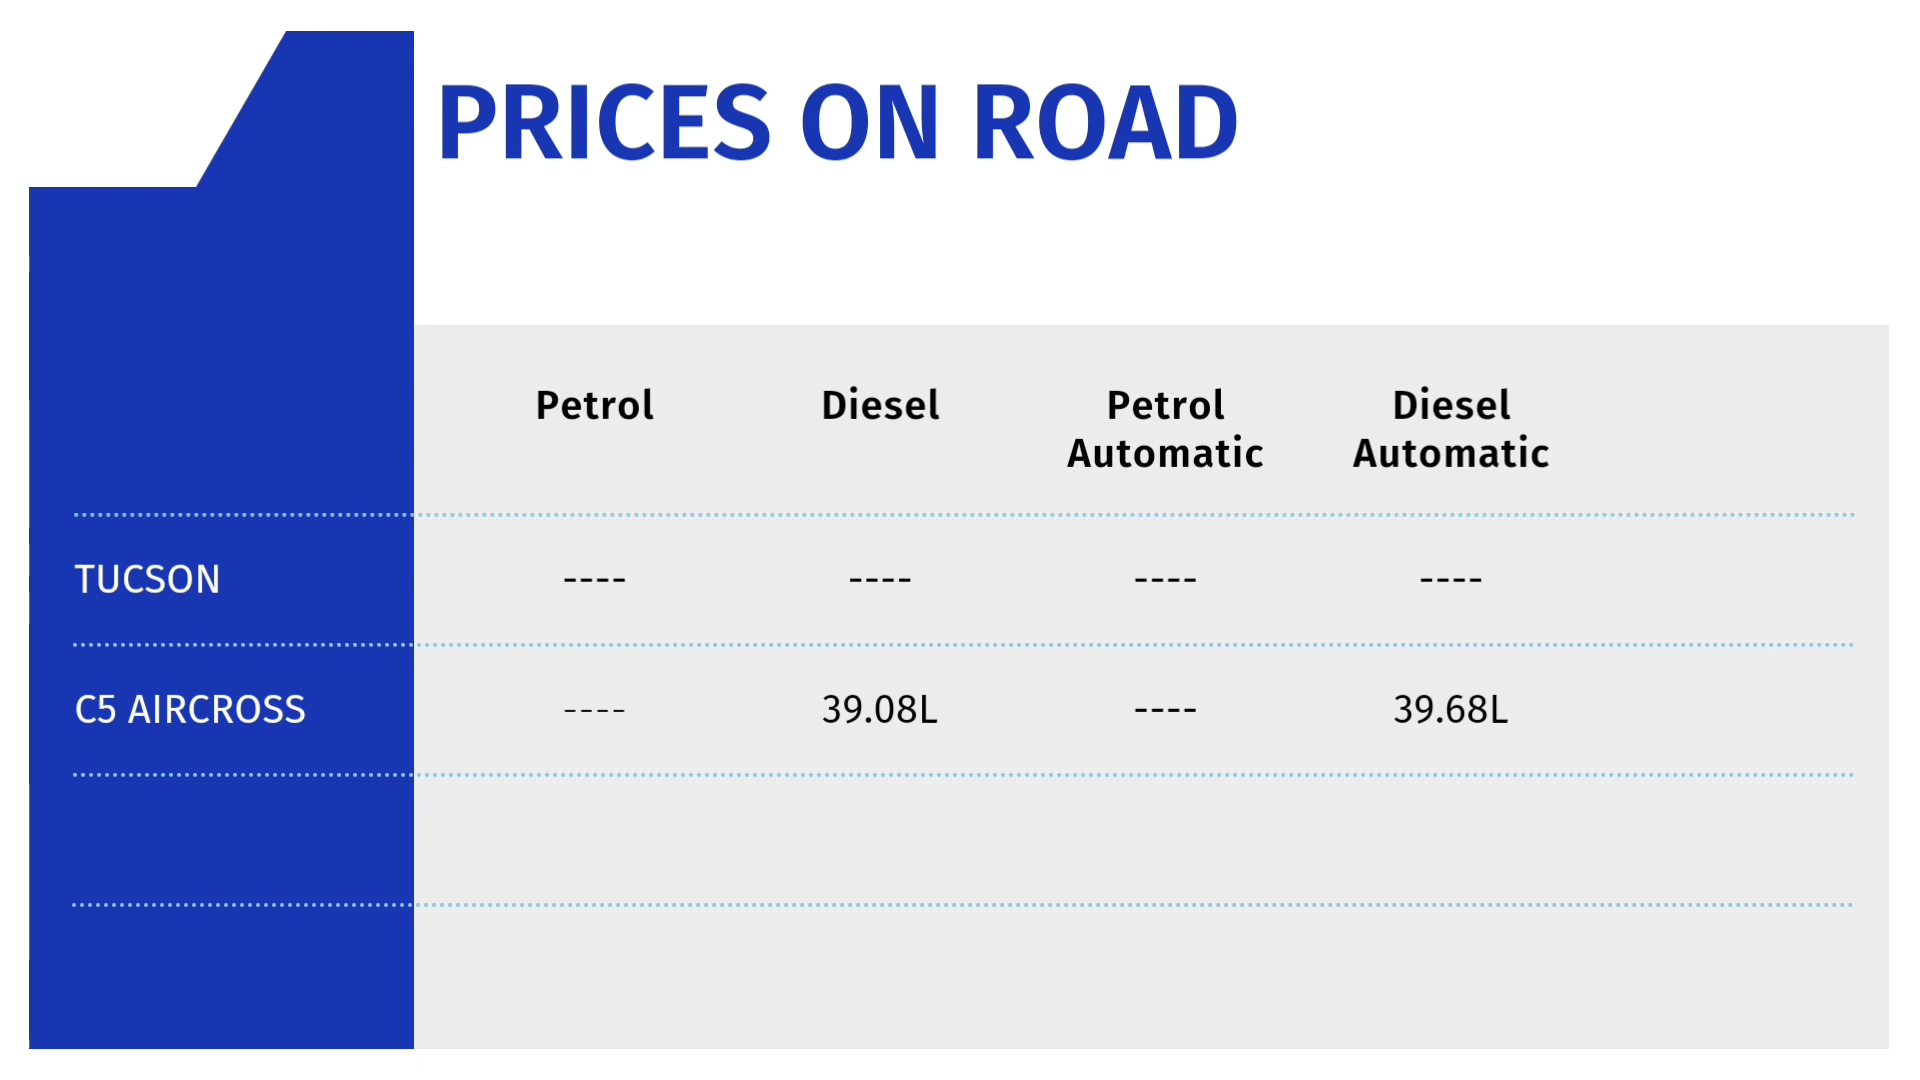 PRICES ON ROAD
Petrol Diesel Petrol Diesel
Automatic Automatic
TUCSON ---- ---- ---- ----
C5 AIRCROSS ---- 39.08L ---- 39.68L